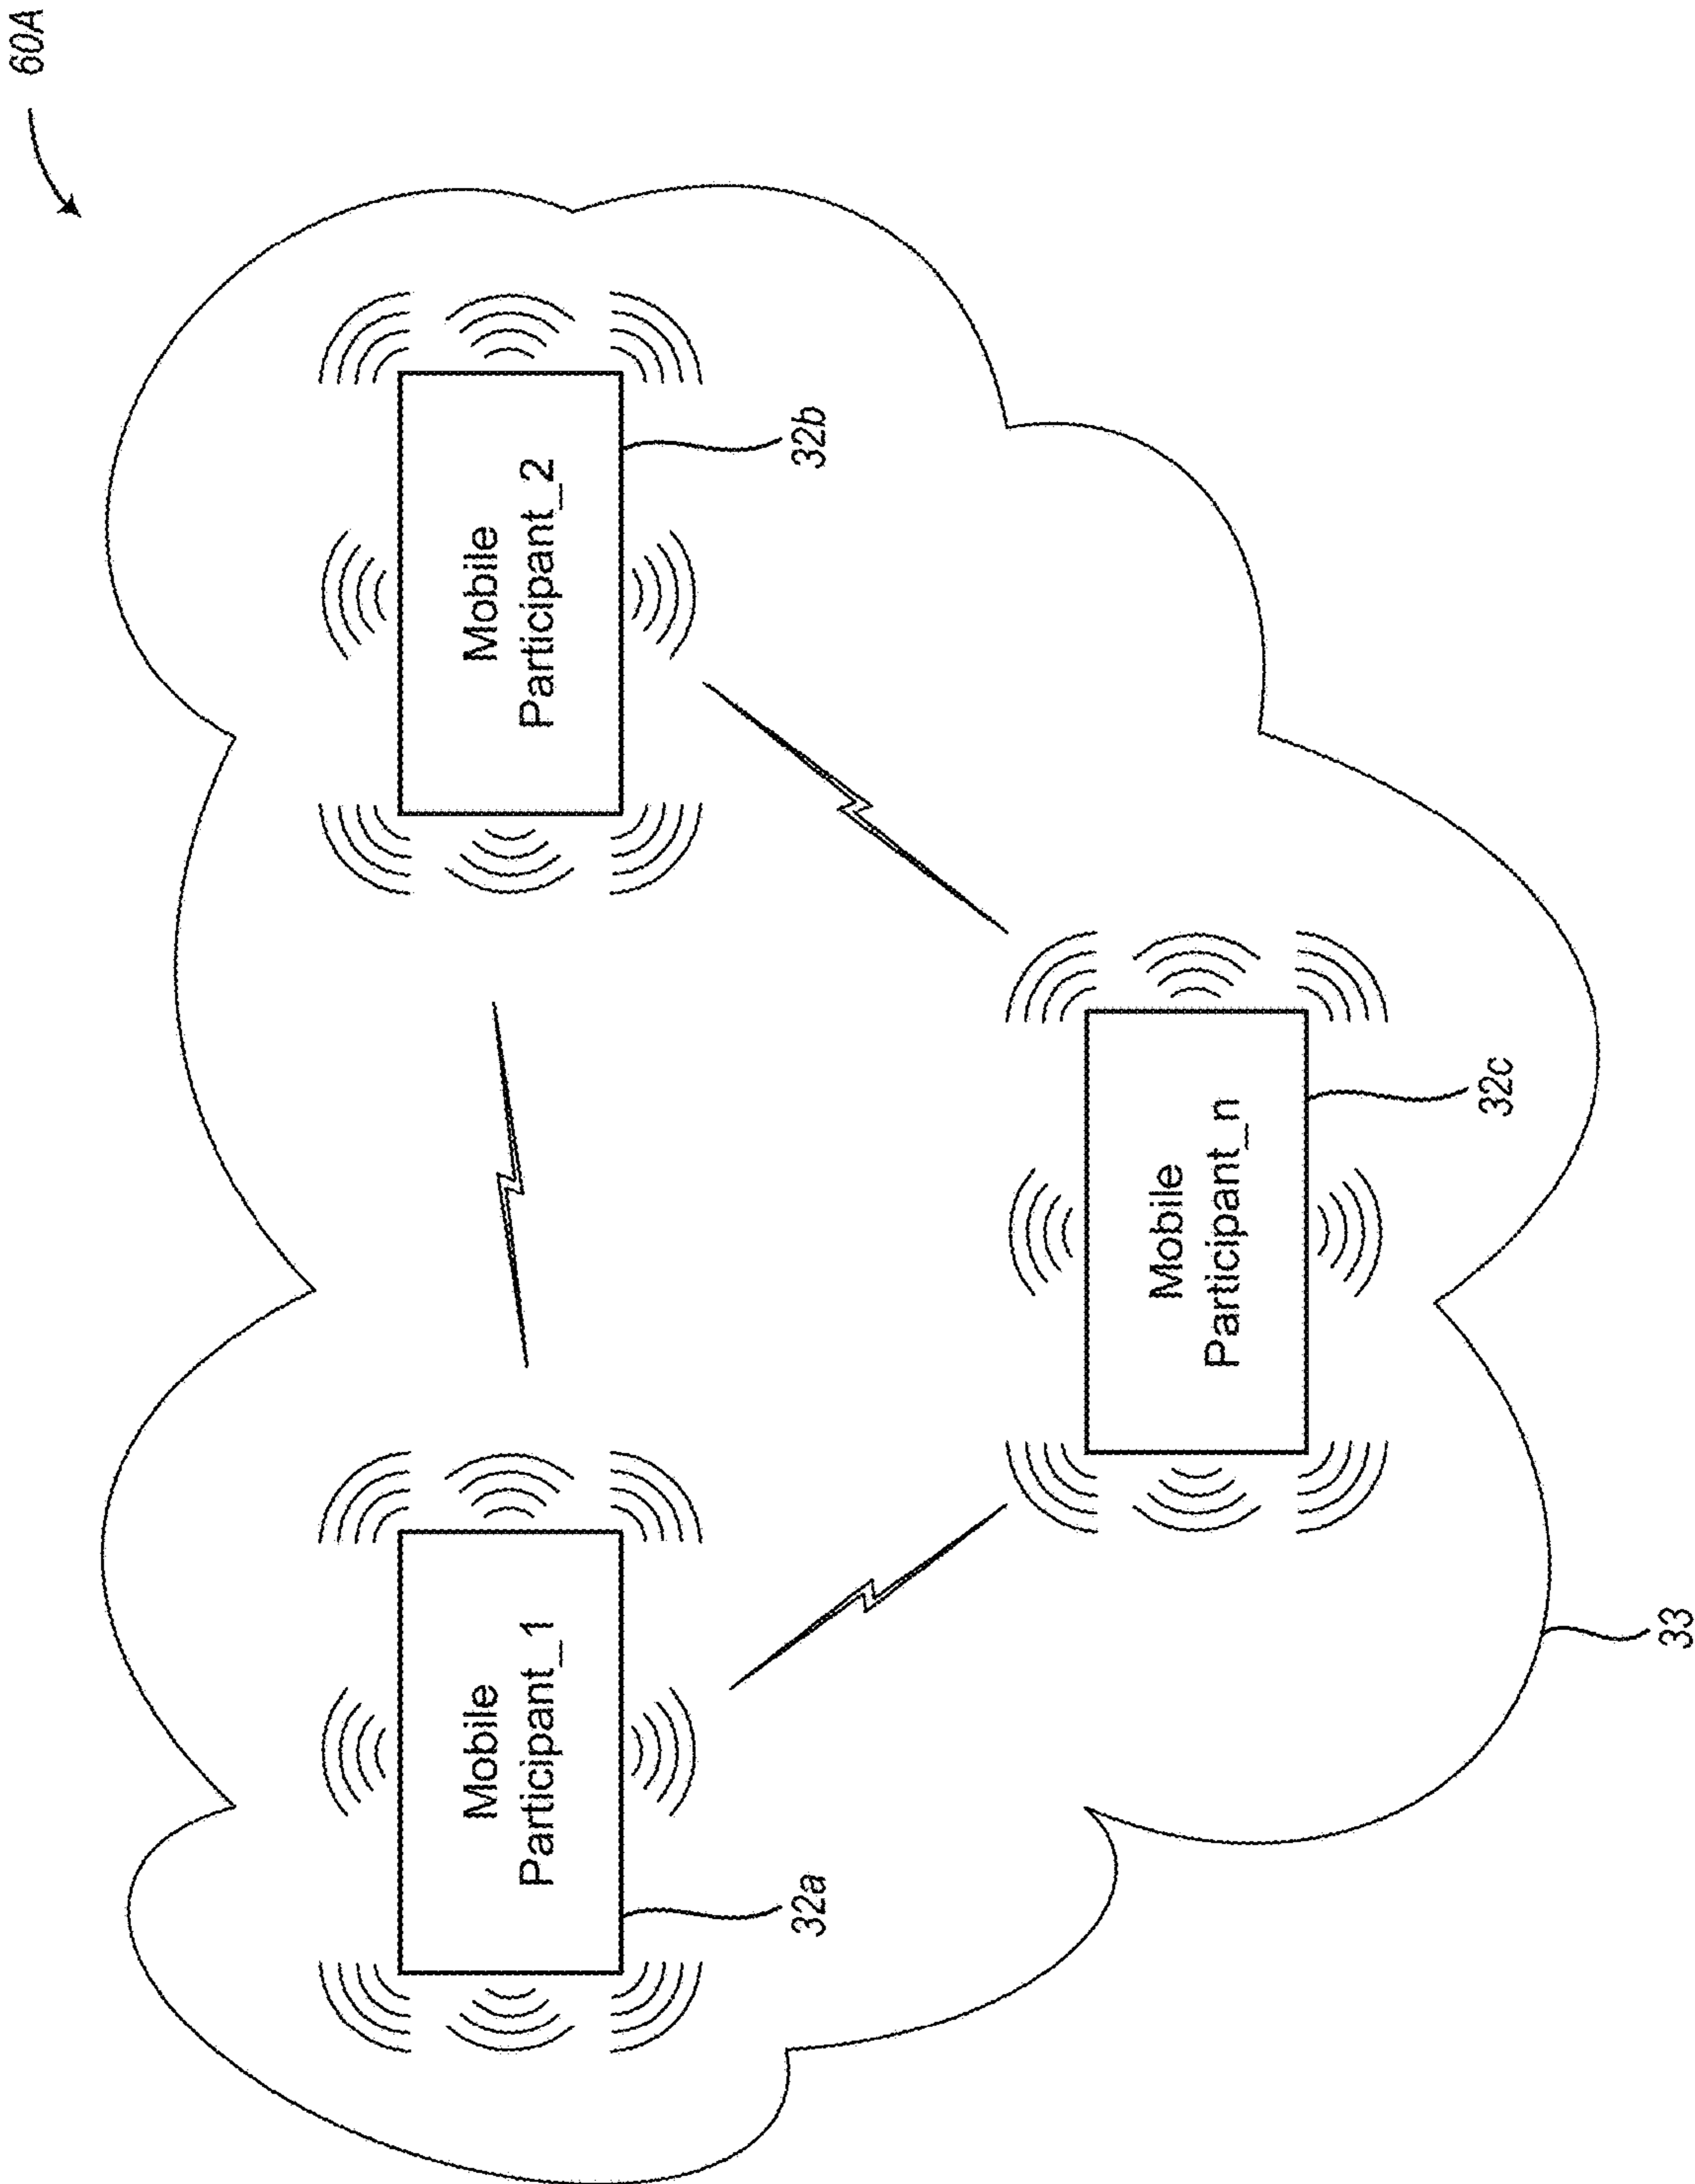 60A
Mobile
Participant_1
32a
Mobile
Participant_2
32b
Mobile
Participant_n
32c
33